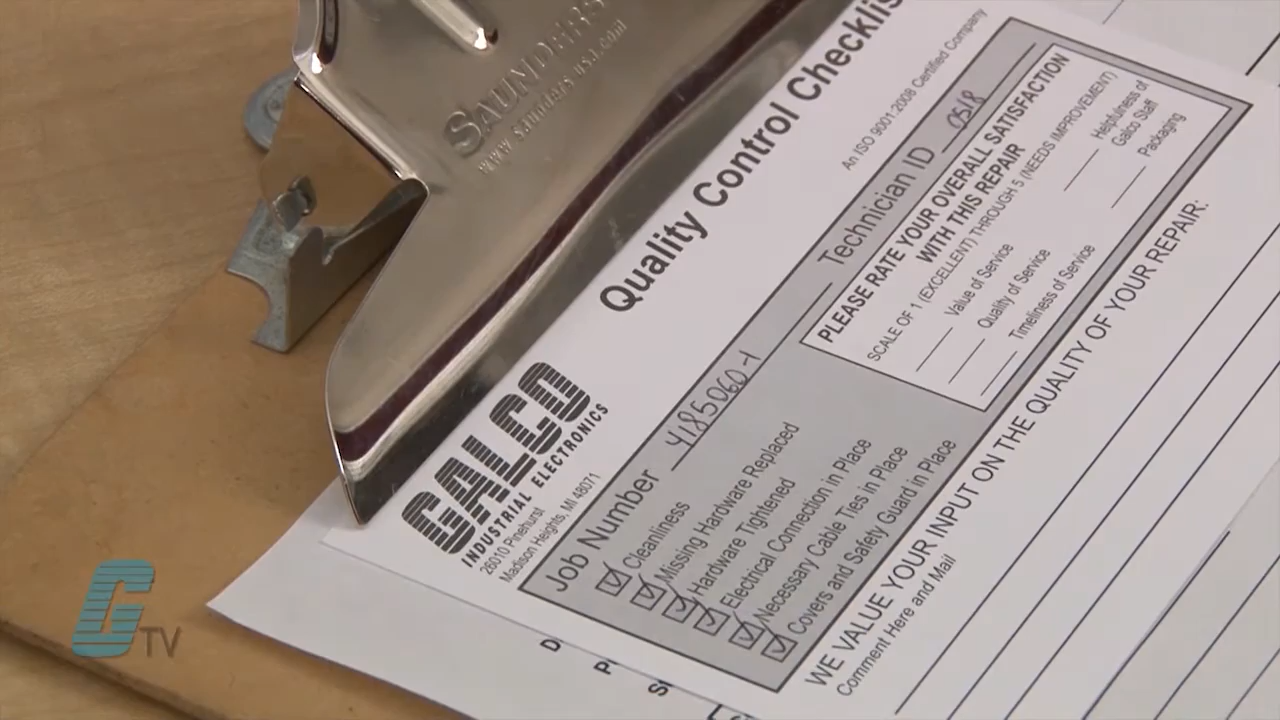 SAUNDERS
www.saunders-usa.com
Quality Control Checklist
An ISO 9001:2008 Certified Company
GALCO
INDUSTRIAL ELECTRONICS
26010 Pinehurst
Madison Heights, MI 48071
Job Number 4185060-1 Technician ID 0518
Cleanliness
Missing Hardware Replaced
Hardware Tightened
Electrical Connection in Place
Necessary Cable Ties in Place
Covers and Safety Guard in Place
PLEASE RATE YOUR OVERALL SATISFACTION
WITH THIS REPAIR
SCALE OF 1 (EXCELLENT) THROUGH 5 (NEEDS IMPROVEMENT)
Value of Service
Quality of Service
Timeliness of Service
Helpfulness of
Galco Staff
Packaging
WE VALUE YOUR INPUT ON THE QUALITY OF YOUR REPAIR:
Comment Here and Mail
G TV